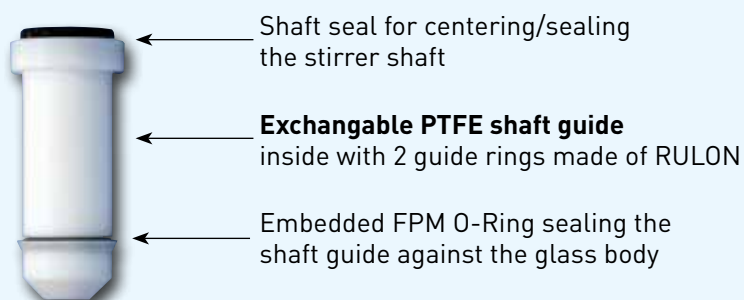 Shaft seal for centering/sealing
the stirrer shaft
Exchangable PTFE shaft guide
inside with 2 guide rings made of RULON
Embedded FPM O-Ring sealing the
shaft guide against the glass body